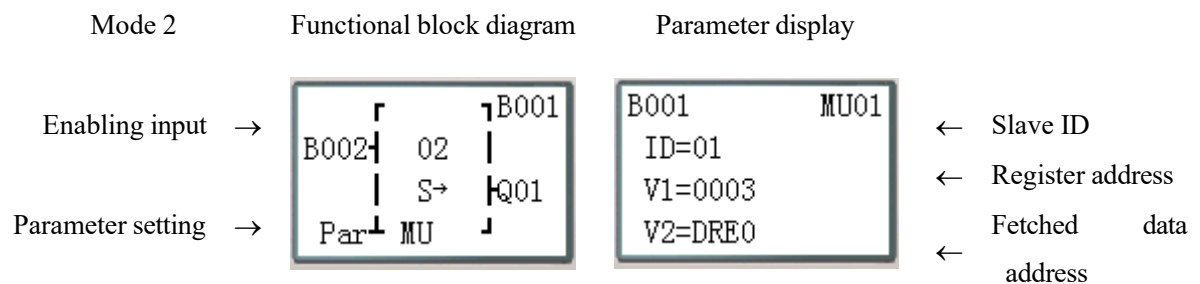 Mode 2 Functional block diagram Parameter display
Enabling input →
Parameter setting →
B001
B002 02
S→ Q01
Par MU
B001 MU01
ID=01
V1=0003
V2=DRE0
← Slave ID
← Register address
← Fetched data
address